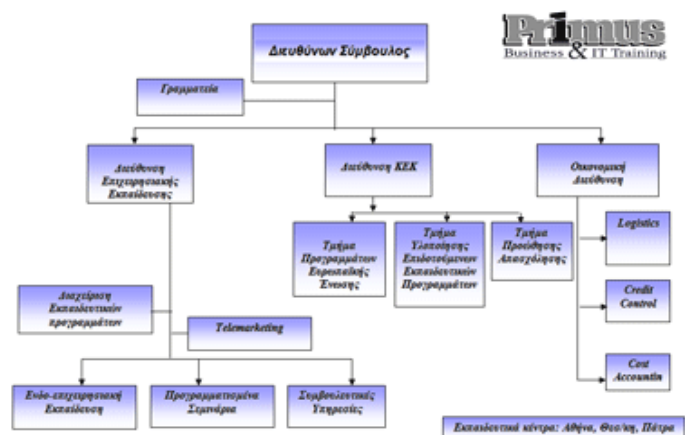 Primus
Business & IT Training
Διευθύνων Σύμβουλος
Γραμματεία
Διεύθυνση
Επιχειρησιακής
Εκπαίδευσης
Διεύθυνση ΚΕΚ
Οικονομική
Διεύθυνση
Τμήμα
Προγραμμάτων
Ευρωπαϊκής
Ένωσης
Τμήμα
Υλοποίησης
Επιδοτούμενων
Εκπαιδευτικών
Προγραμμάτων
Τμήμα
Προώθησης
Απασχόλησης
Logistics
Credit
Control
Cost
Accountin
Διαχείριση
Εκπαιδευτικών
προγραμμάτων
Telemarketing
Ενδο-επιχειρησιακή
Εκπαίδευση
Προγραμματισμένα
Σεμινάρια
Συμβουλευτικές
Υπηρεσίες
Εκπαιδευτικά κέντρα: Αθήνα, Θεσ/κη, Πάτρα